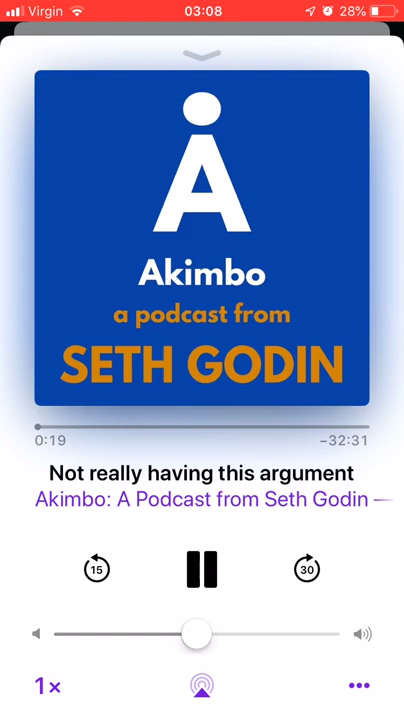 Virgin 03:08 28%
Å
Akimbo
a podcast from
SETH GODIN
0:19 −32:31
Not really having this argument
Akimbo: A Podcast from Seth Godin —
15 30
1×